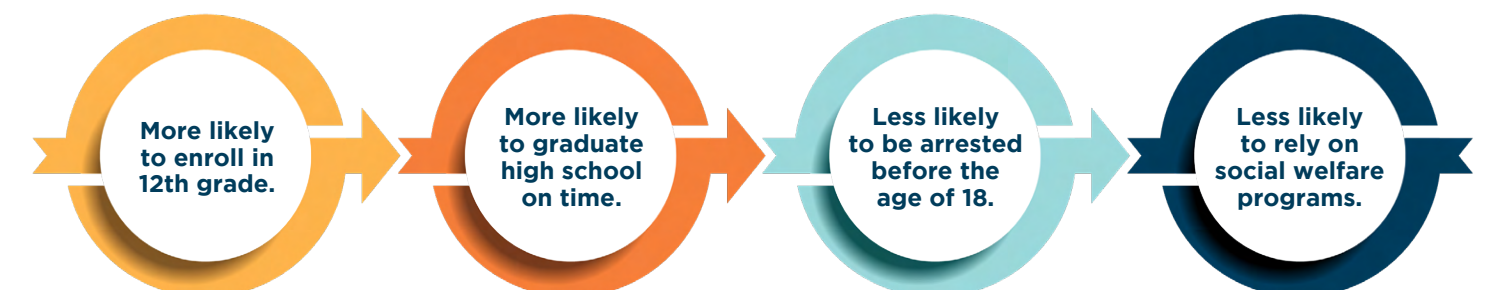 More likely
to enroll in
12th grade.
More likely
to graduate
high school
on time.
Less likely
to be arrested
before the
age of 18.
Less likely
to rely on
social welfare
programs.